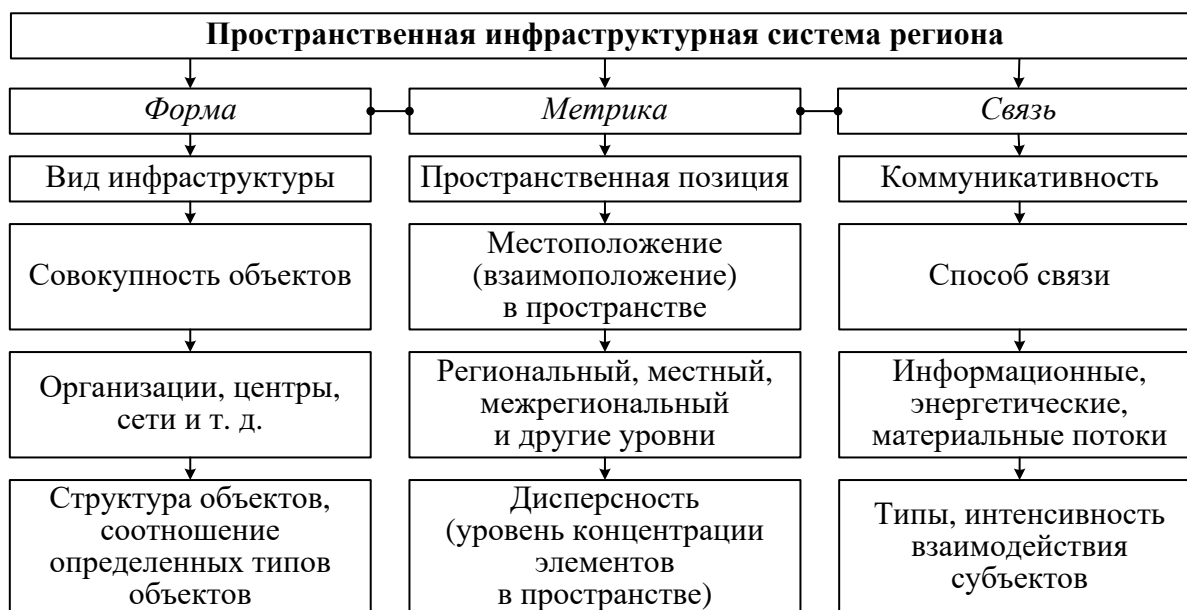 Пространственная инфраструктурная система региона
Форма
Метрика
Связь
Вид инфраструктуры
Пространственная позиция
Коммуникативность
Совокупность объектов
Местоположение
(взаимоположение)
в пространстве
Способ связи
Организации, центры,
сети и т. д.
Региональный, местный,
межрегиональный
и другие уровни
Информационные,
энергетические,
материальные потоки
Структура объектов,
соотношение
определенных типов
объектов
Дисперсность
(уровень концентрации
элементов
в пространстве)
Типы, интенсивность
взаимодействия
субъектов